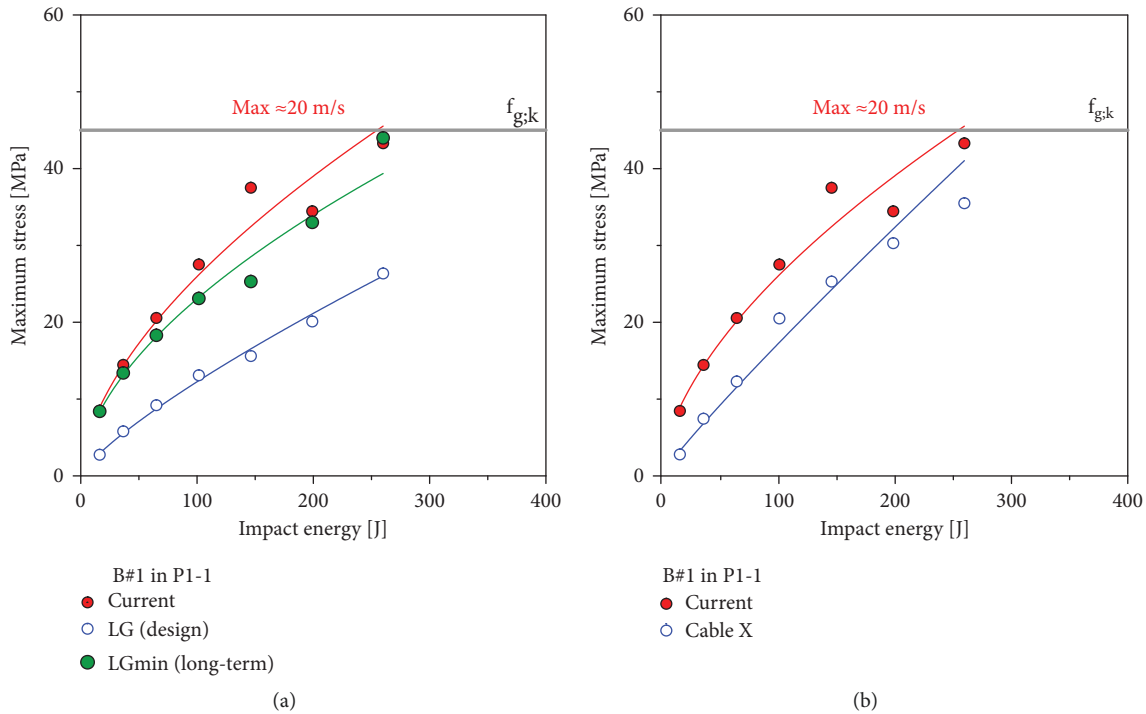 60
40
20
0
Maximum stress [MPa]
Max ≈20 m/s
f g;k
0 100 200 300 400
Impact energy [J]
B#1 in P1-1
Current
LG (design)
LGmin (long-term)
(a)
60
40
20
0
Maximum stress [MPa]
Max ≈20 m/s
f g;k
0 100 200 300 400
Impact energy [J]
B#1 in P1-1
Current
Cable X
(b)